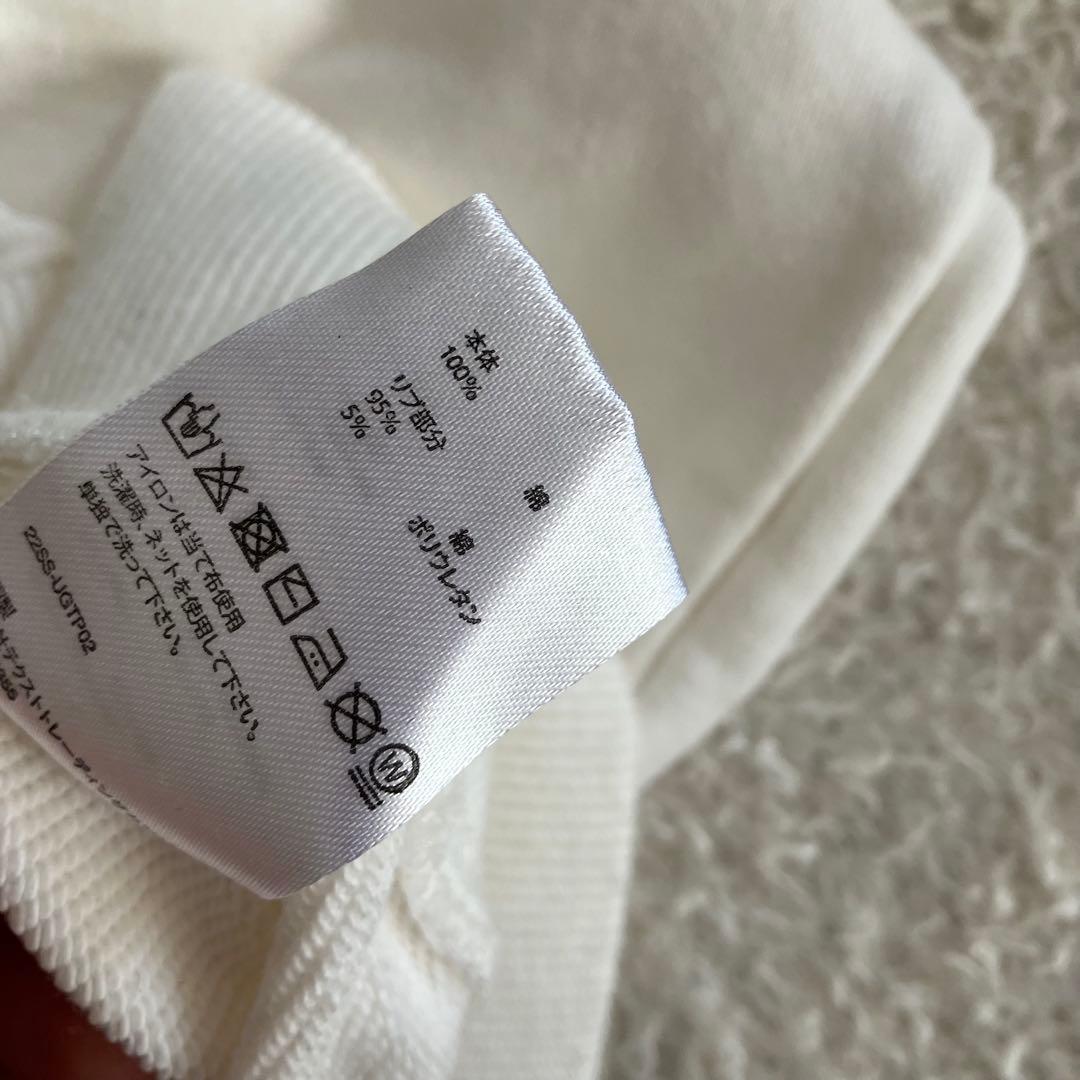 本体
100% 綿
リブ部分
95% 綿
5% ポリウレタン
アイロンは当て布使用
洗濯時、ネットを使用して下さい。
単独で洗って下さい。
22SS-UGTP02